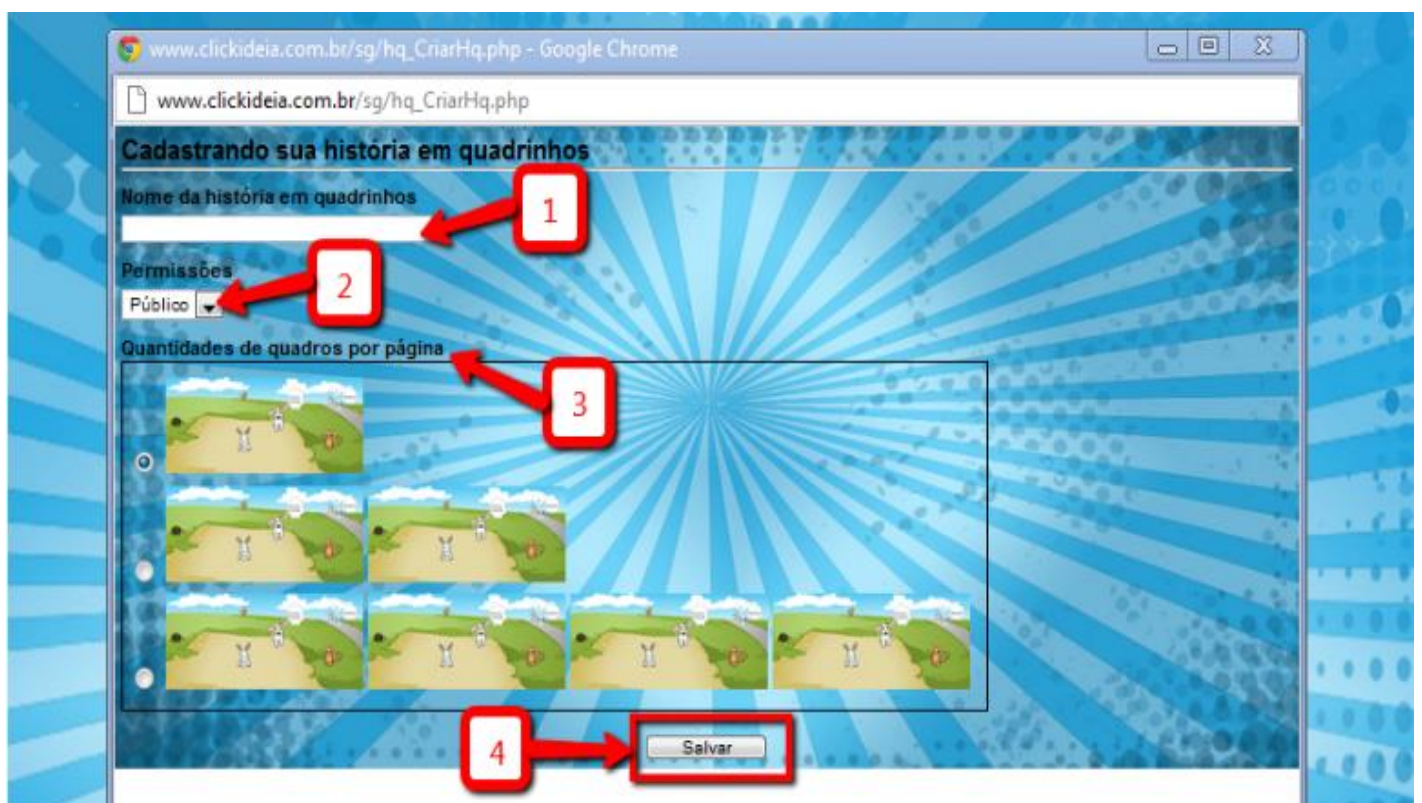 www.clickideia.com.br/sg/hq_CriarHq.php - Google Chrome
www.clickideia.com.br/sg/hq_CriarHq.php
Cadastrando sua história em quadrinhos
Nome da história em quadrinhos
1
Permissões
2
Público
Quantidades de quadros por página
3
4
Salvar